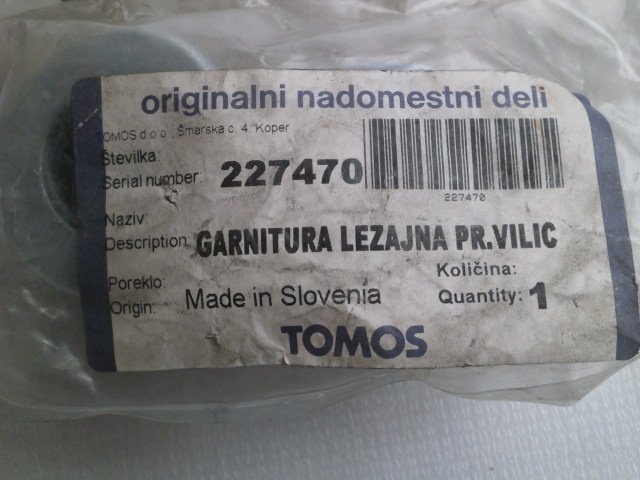 originalni nadomestni deli
TOMOS d.o.o., Šmarska c. 4, Koper
Številka:
Serial number: 227470
227470
Naziv:
Description: GARNITURA LEZAJNA PR.VILIC
Poreklo:
Origin: Made in Slovenia
Količina:
Quantity: 1
TOMOS